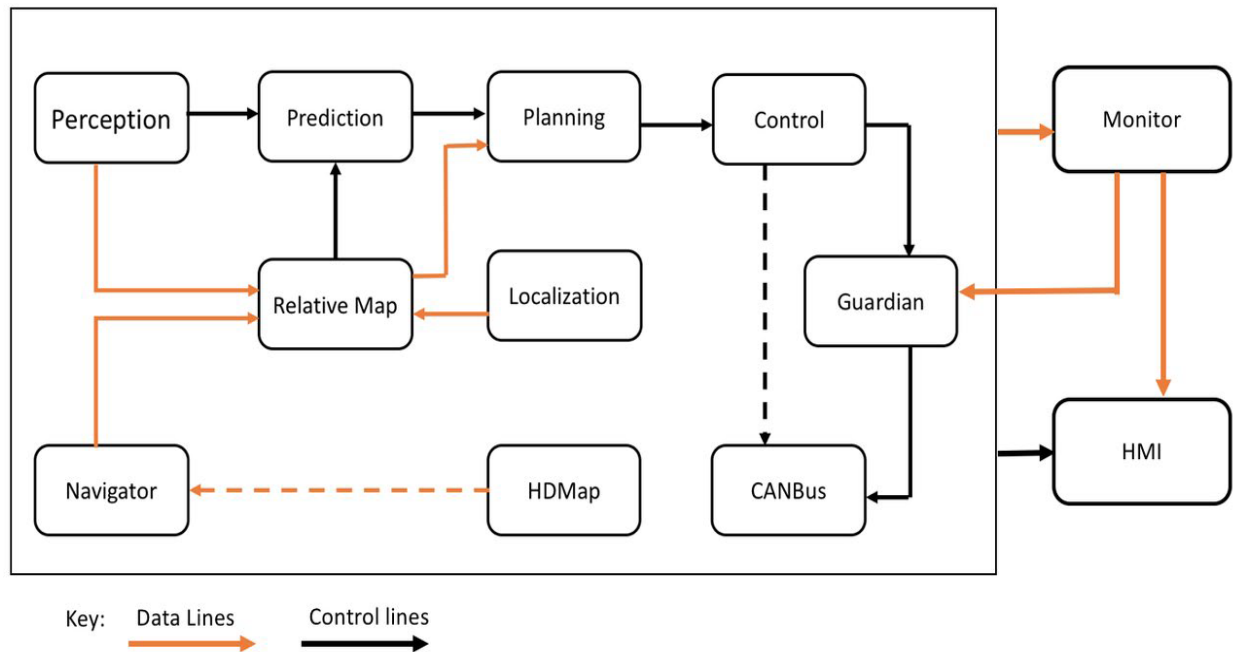 Perception
Prediction
Planning
Control
Monitor
Relative Map
Localization
Guardian
Navigator
HDMap
CANBus
HMI
Key:
Data Lines
Control lines